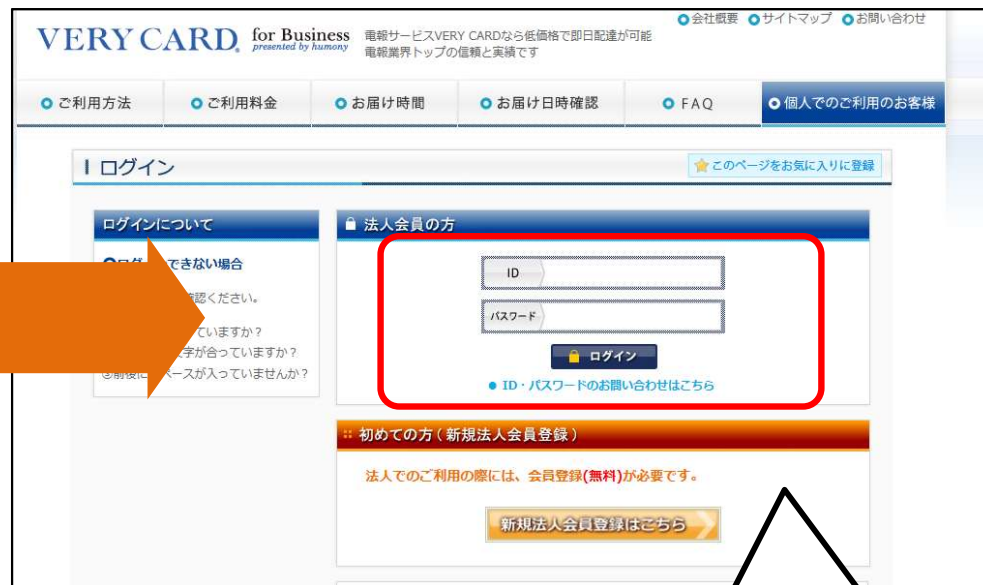 会社概要 サイトマップ お問い合わせ
VERY CARD for Business
presented by humony
電報サービスVERY CARDなら低価格で即日配達が可能
電報業界トップの信頼と実績です
ご利用方法 ご利用料金 お届け時間 お届け日時確認 FAQ 個人でのご利用のお客様
ログイン
このページをお気に入りに登録
ログインについて
できない場合
認ください。
ていますか？
文字が合っていますか？
ースが入っていませんか？
法人会員の方
ID
パスワード
ログイン
ID・パスワードのお問い合わせはこちら
初めての方(新規法人会員登録)
法人でのご利用の際には、会員登録(無料)が必要です。
新規法人会員登録はこちら